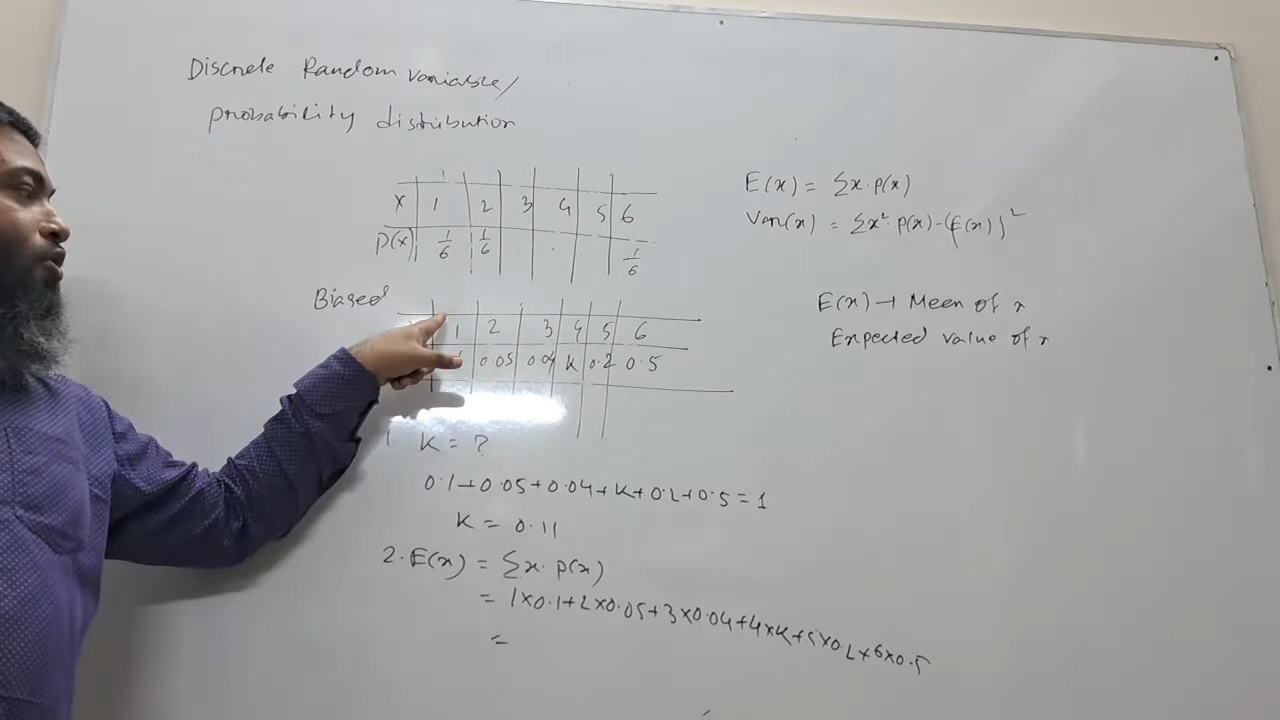 Discrete Random variable/
probability distribution
x 1 2 3 4 5 6
P(x) 1/6 1/6 . . 1/6
E(x) = Σx·p(x)
Var(x) = Σx²·p(x)-(E(x))²
Biased
1 2 3 4 5 6
0.05 0.04 K 0.2 0.5
E(x) → Meen of x
Expected value of x
1. K = ?
0.1+0.05+0.04+K+0.2+0.5=1
K = 0.11
2. E(x) = Σx·p(x)
= 1×0.1+2×0.05+3×0.04+4×K+5×0.2×6×0.5
=